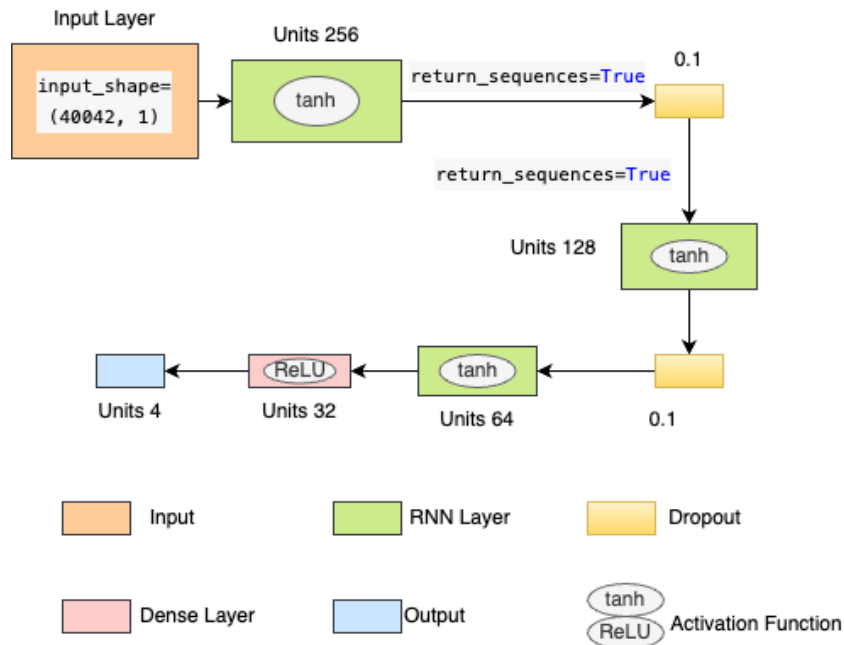 Input Layer
input_shape=
(40042, 1)
Units 256
tanh
return_sequences=True
0.1
return_sequences=True
Units 128
tanh
0.1
tanh
Units 64
ReLU
Units 32
Units 4
Input
RNN Layer
Dropout
Dense Layer
Output
tanh
ReLU
Activation Function